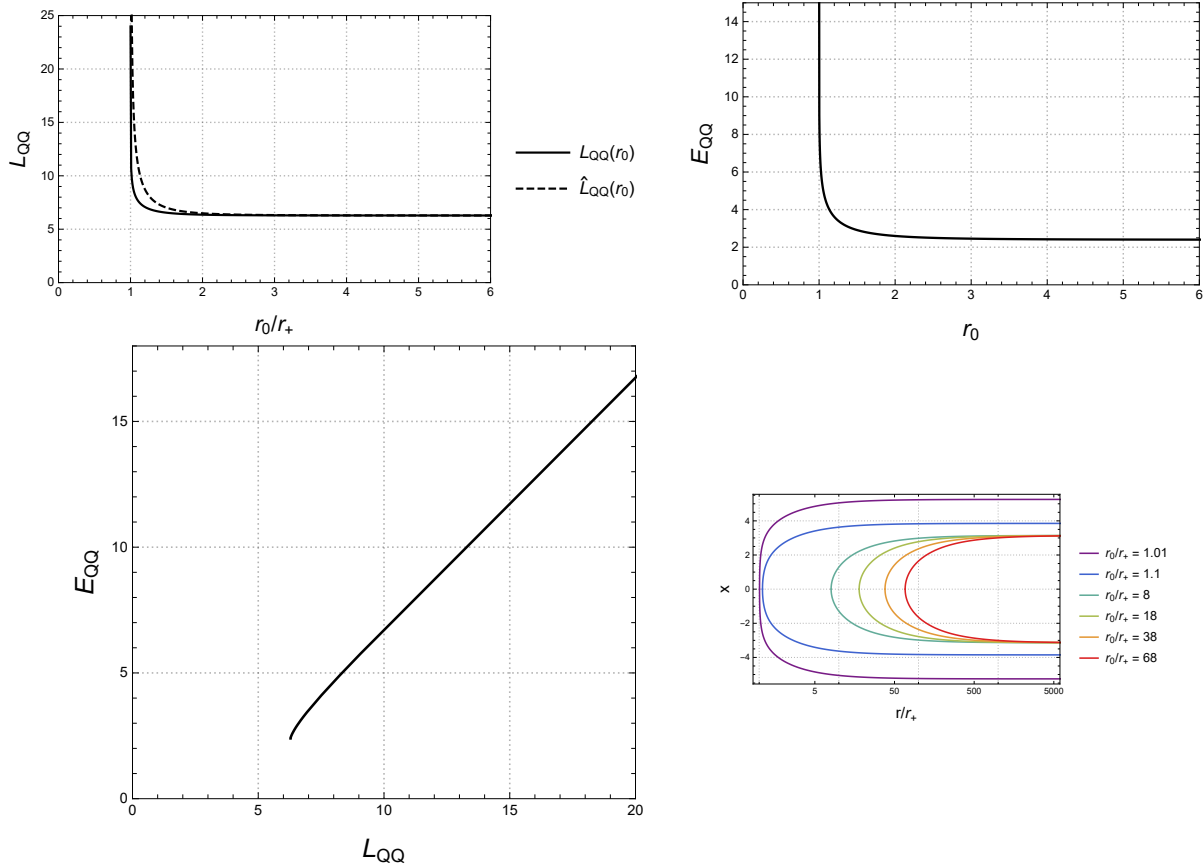 25
20
15
10
5
0
L_QQ
0 1 2 3 4 5 6
r_0/r_+
L_QQ(r_0)
L̂_QQ(r_0)
14
12
10
8
6
4
2
0
E_QQ
0 1 2 3 4 5 6
r_0
15
10
5
0
E_QQ
0 5 10 15 20
L_QQ
4
2
0
-2
-4
x
5 50 500 5000
r/r_+
r_0/r_+ = 1.01
r_0/r_+ = 1.1
r_0/r_+ = 8
r_0/r_+ = 18
r_0/r_+ = 38
r_0/r_+ = 68